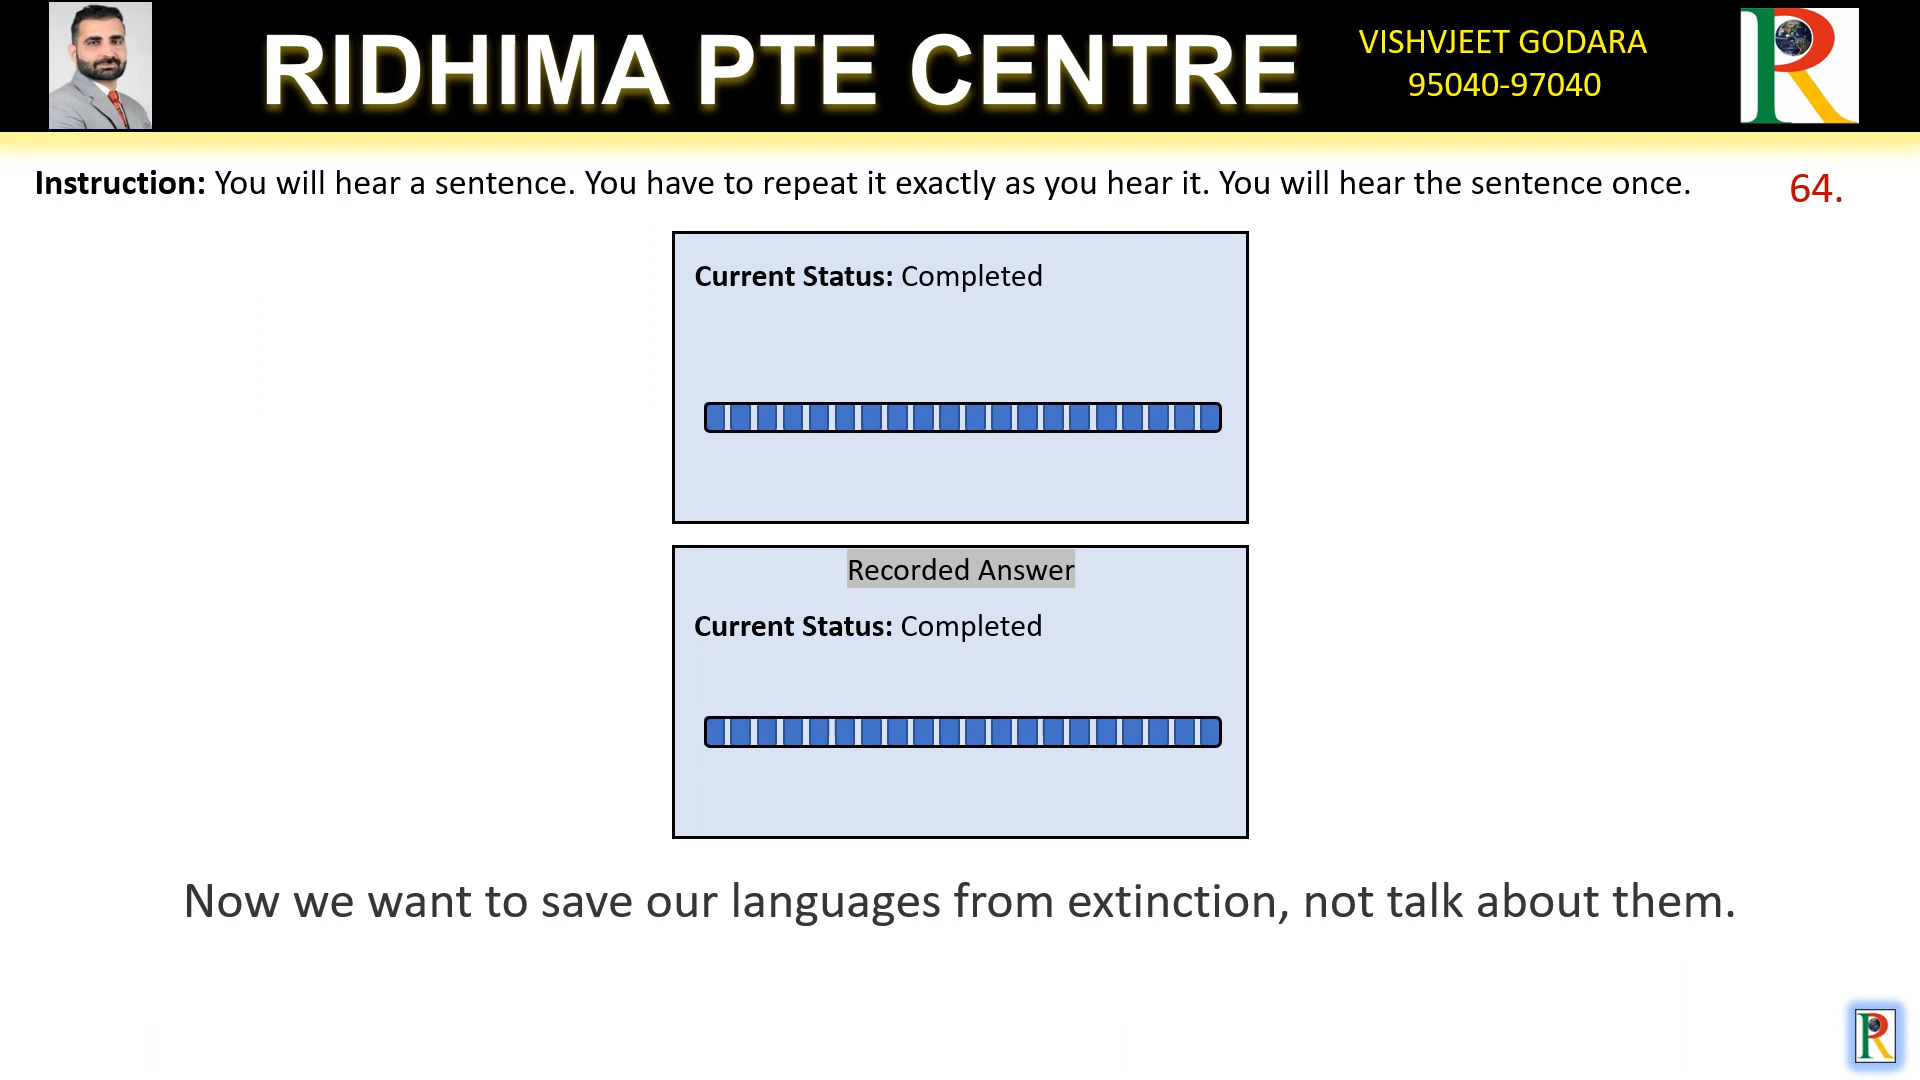 RIDHIMA PTE CENTRE
VISHVJEET GODARA
95040-97040
Instruction: You will hear a sentence. You have to repeat it exactly as you hear it. You will hear the sentence once.
64.
Current Status: Completed
Recorded Answer
Current Status: Completed
Now we want to save our languages from extinction, not talk about them.